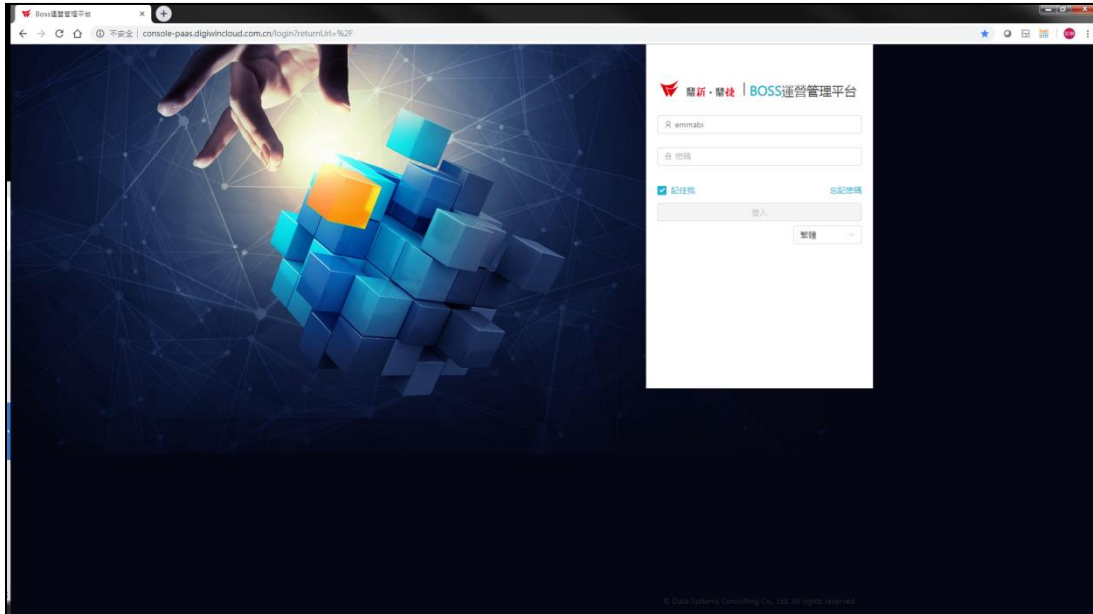 Boss運營管理平台
不安全 | console-paas.digiwincloud.com.cn/login?returnUrl=%2F
鼎新·鼎捷 | BOSS運營管理平台
emmabi
密碼
記住我 忘記密碼
登入
繁體
© Data Systems Consulting Co., Ltd. All rights reserved.